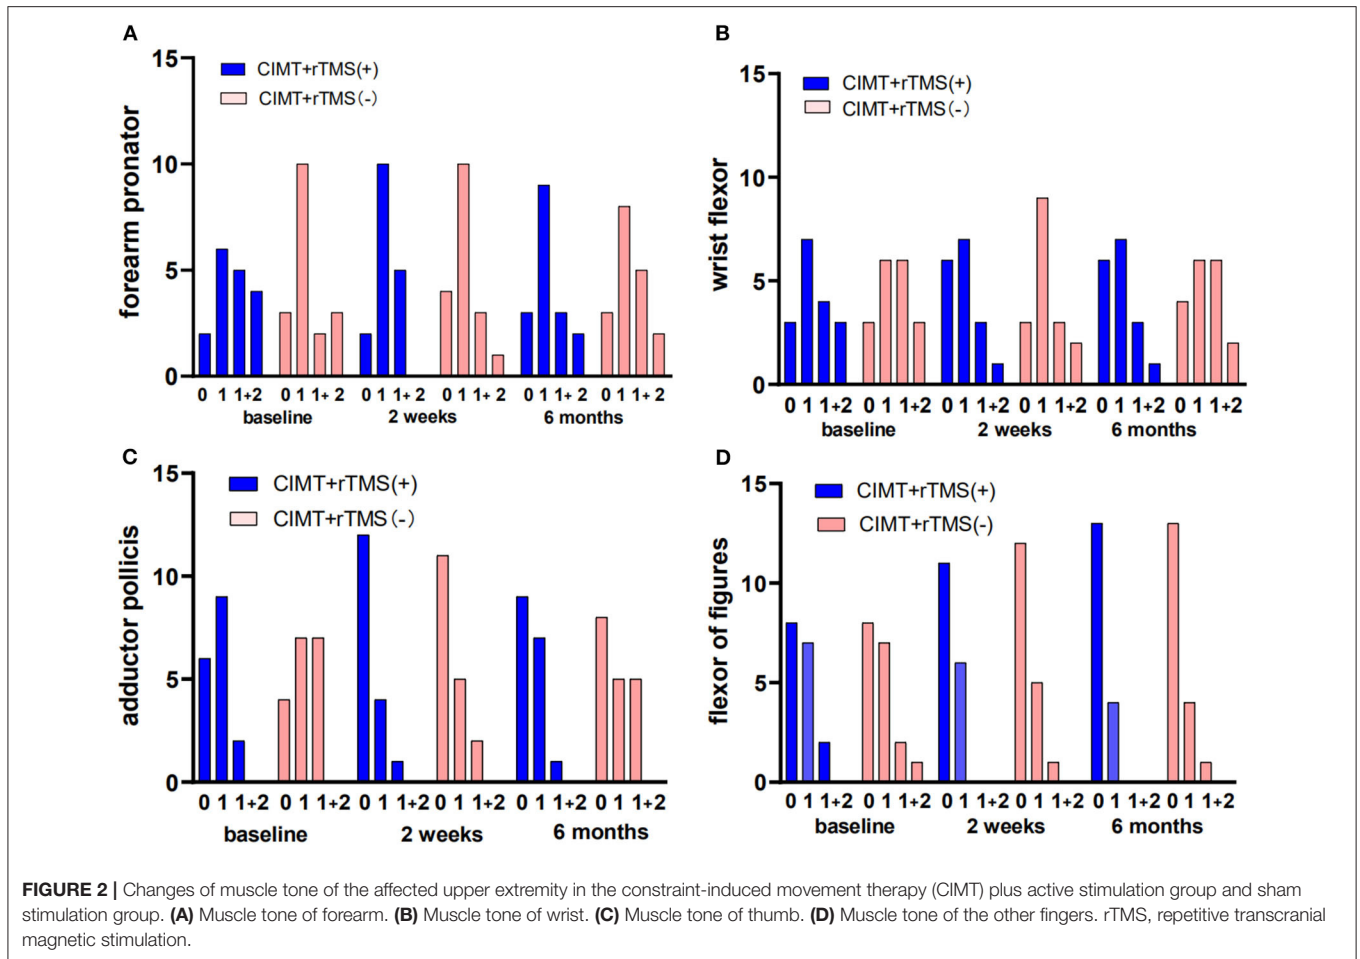 A
15
10
5
0
forearm pronator
CIMT+rTMS(+)
CIMT+rTMS(-)
0 1 1+2 0 1 1+ 2 0 1 1+ 2 0 1 1+ 2 0 1 1+ 2 0 1 1+ 2
baseline 2 weeks 6 months
B
15
10
5
0
wrist flexor
CIMT+rTMS(+)
CIMT+rTMS(-)
0 1 1+2 0 1 1+2 0 1 1+2 0 1 1+2 0 1 1+2 0 1 1+2
baseline 2 weeks 6 months
C
15
10
5
0
adductor pollicis
CIMT+rTMS(+)
CIMT+rTMS(-)
0 1 1+2 0 1 1+2 0 1 1+2 0 1 1+2 0 1 1+2 0 1 1+2
baseline 2 weeks 6 months
D
15
10
5
0
flexor of figures
CIMT+rTMS(+)
CIMT+rTMS(-)
0 1 1+2 0 1 1+2 0 1 1+2 0 1 1+2 0 1 1+2 0 1 1+2
baseline 2 weeks 6 months
FIGURE 2 | Changes of muscle tone of the affected upper extremity in the constraint-induced movement therapy (CIMT) plus active stimulation group and sham
stimulation group. (A) Muscle tone of forearm. (B) Muscle tone of wrist. (C) Muscle tone of thumb. (D) Muscle tone of the other fingers. rTMS, repetitive transcranial
magnetic stimulation.